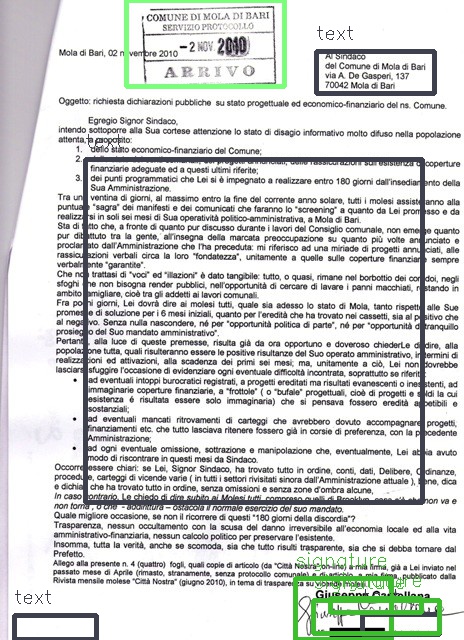 text
COMUNE DI MOLA DI BARI
SERVIZIO PROTOCOLLO
- 2 NOV. 2010
ARRIVO
Mola di Bari, 02 novembre 2010
Al Sindaco
del Comune di Mola di Bari
via A. De Gasperi, 137
70042 Mola di Bari
Oggetto: richiesta dichiarazioni pubbliche su stato progettuale ed economico-finanziario del ns. Comune.
Egregio Signor Sindaco,
intendo sottoporre alla Sua cortese attenzione lo stato di disagio informativo molto diffuso nella popolazione
attenta, a proposito:
1. dello stato economico-finanziario del Comune;
2. dei progetti annunciati, delle rassicurazioni sull'esistenza di coperture
finanziarie adeguate ed a questi ultimi riferite;
3. dei punti programmatici che Lei si è impegnato a realizzare entro 180 giorni dall'insediamento della
Sua Amministrazione.
Tra una ventina di giorni, al massimo entro la fine del corrente anno solare, tutti i molesi assisteranno alla
puntuale "sagra" dei manifesti e dei comunicati che faranno lo "screening" a quanto da Lei promesso e da
realizzarsi in soli sei mesi di Sua operatività politico-amministrativa, a Mola di Bari.
Sta di fatto che, a fronte di quanto pur discusso durante i lavori del Consiglio comunale, non emerge quanto
pur dibattuto tra la gente, all'insegna della marcata preoccupazione su quanto più volte annunciato e
proclamato dall'Amministrazione che l'ha preceduta: mi riferisco ad una miriade di progetti annunciati, alle
rassicurazioni verbali circa la loro "fondatezza", unitamente a quelle sulle coperture finanziarie sempre
verbalmente "garantite".
Che non trattasi di "voci" ed "illazioni" è dato tangibile: tutto, o quasi, rimane nel borbottio dei corridoi, negli
sfoghi che non bisogna render pubblici, nell'opportunità di cercare di lavare i panni macchiati, restando in
ambito famigliare, cioè tra gli addetti ai lavori comunali.
Fra pochi giorni, Lei dovrà dire ai molesi tutti, quale sia adesso lo stato di Mola, tanto rispetto alle Sue
promesse di soluzione per i 6 mesi iniziali, quanto per l'eredità che ha trovato nei cassetti, sia al positivo che
al negativo. Senza nulla nascondere, né per "opportunità politica di parte", né per "opportunità di tranquillo
prosieguo del Suo mandato amministrativo".
Pertanto, alla luce di queste premesse, risulta già da ora opportuno e doveroso chiederLe di dire, alla
popolazione tutta, quali risulteranno essere le positive risultanze del Suo operato amministrativo, in termini di
realizzazioni ed attivazioni, alla scadenza dei primi sei mesi; ma, unitamente a ciò, Lei non dovrebbe
lasciarsi sfuggire l'occasione di evidenziare ogni eventuale difficoltà incontrata, soprattutto se riferita:
• ad eventuali intoppi burocratici registrati, a progetti ereditati ma risultati evanescenti o inesistenti, ad
immaginarie coperture finanziarie, a "frottole" ( o "bufale" progettuali, cioè di progetti e soldi la cui
esistenza è risultata essere solo immaginaria) che si pensava fossero eredità appetibili e
sostanziali;
• ad eventuali mancati ritrovamenti di carteggi che avrebbero dovuto accompagnare progetti,
finanziamenti etc. che tutto lasciava ritenere fossero già in corsie di preferenza, con la precedente
Amministrazione;
• ad ogni eventuale omissione, sottrazione e manipolazione che, eventualmente, Lei abbia avuto
modo di riscontrare in questi mesi da Sindaco.
Occorre essere chiari: se Lei, Signor Sindaco, ha trovato tutto in ordine, conti, dati, Delibere, Ordinanze,
procedure, carteggi di vicende varie ( in tutti i settori risivitati sinora dall'Amministrazione attuale ), bene, dica
e dichiari che ha trovato tutto in ordine, senza omissioni e senza zone d'ombra alcune,
In caso contrario, Le chiedo di dire subito ai Molesi tutti, compreso quelli di Brooklyn, cosa
non torna , o che - addirittura – ostacola il normale esercizio del suo mandato.
Quale migliore occasione, se non il ricorrere di questi "180 giorni della discordia"?
Trasparenza, nessun occultamento con la scusa del danno irreversibile all'economia locale ed alla vita
amministrativo-finanziaria, nessun calcolo politico per preservare l'esistente.
Insomma, tutta la verità, anche se scomoda, sia che tutto risulti trasparente, sia che si debba tornare dal
Prefetto.
Allego alla presente n. 4 (quattro) fogli, quali copie di articolo (da "Città Nostra on-line) a mia firma, già a Lei inviato nel
passato mese di Aprile (rimasto, stranamente, senza protocollo comunale) e di articolo, a mia firma, pubblicato dalla
Rivista mensile molese "Città Nostra" (giugno 2010), in tema di trasparenza su vicende molesi.
signature
signature
Giuseppe Castellana
text